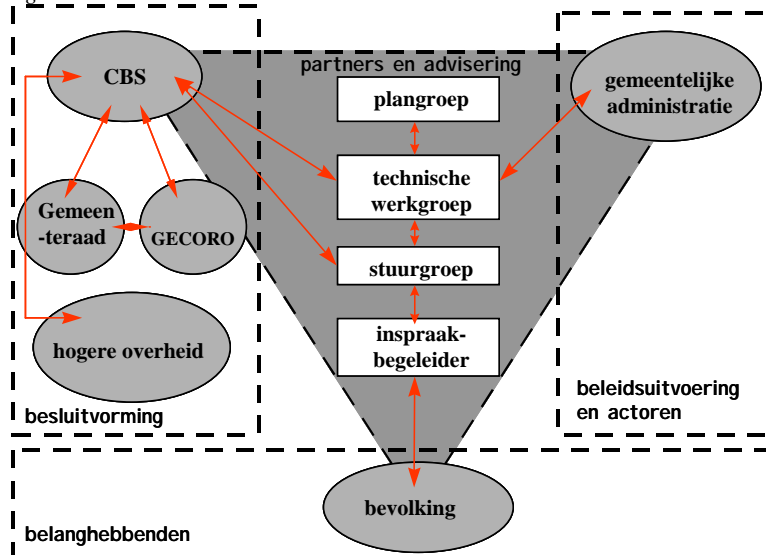 CBS
partners en advisering
gemeentelijke
administratie
plangroep
technische
werkgroep
Gemeen
-teraad
GECORO
stuurgroep
hogere overheid
inspraak-
begeleider
besluitvorming
beleidsuitvoering
en actoren
bevolking
belanghebbenden